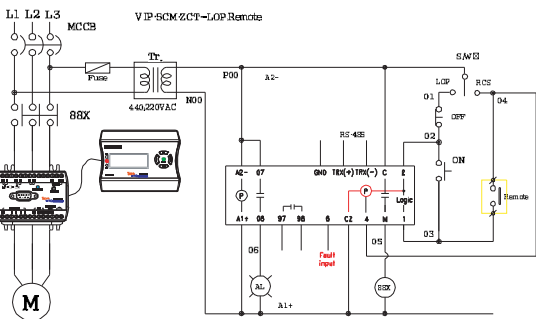 VIP-SCM-ZCT-LOP.Remote
L1 L2 L3
MCCB
Fuse
Tr.
440,220VAC
P00
N00
A2-
S/W
LOP
RCS
01
04
OFF
02
ON
88X
RS-485
GND TRX(+) TRX(-) C 2
A2- 07
P
P
Logic
Remote
A1+ 08 97 98 6 C2 4 M 1
03
06
05
Fault
input
AL
88X
A1+
M